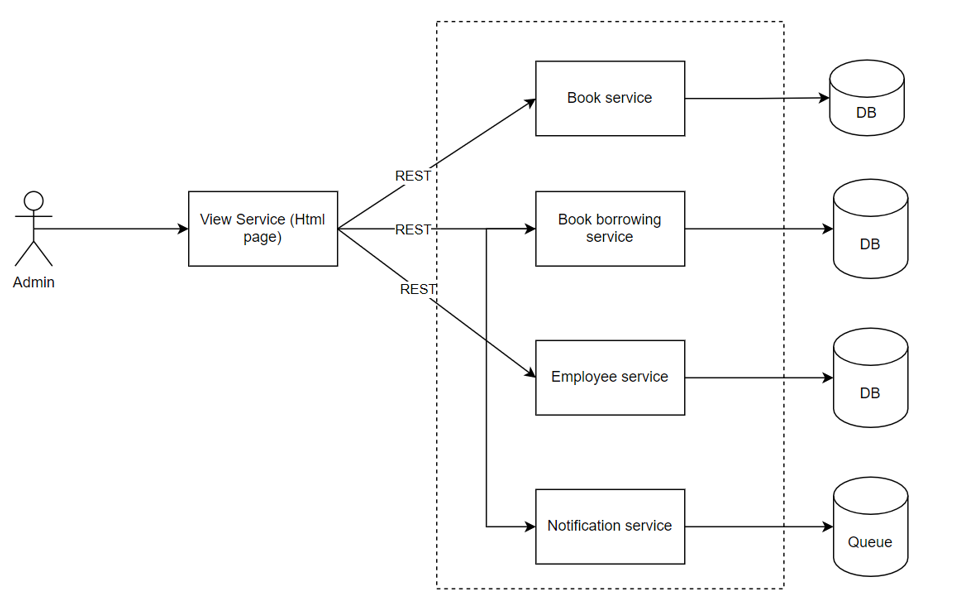 Book service
DB
REST
View Service (Html
page)
REST
Book borrowing
service
DB
Admin
REST
Employee service
DB
Notification service
Queue